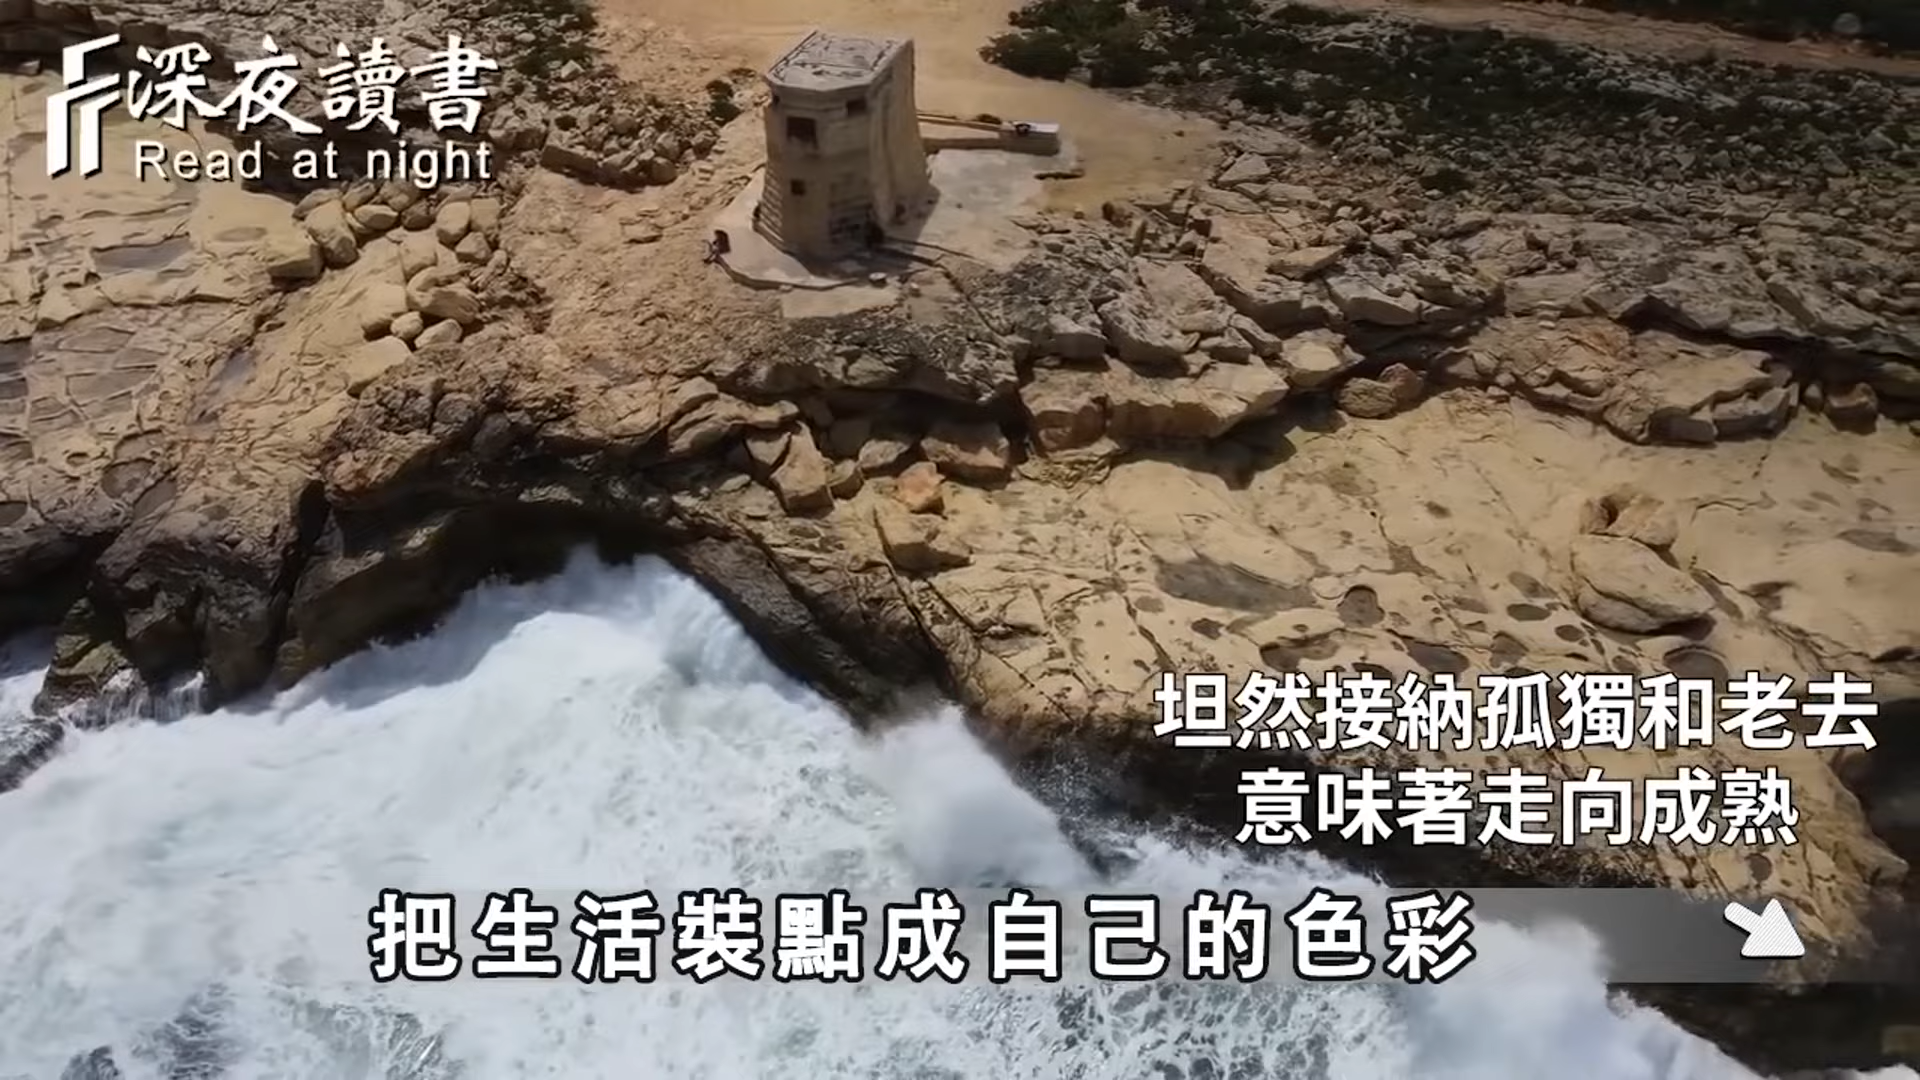 深夜讀書
Read at night
坦然接納孤獨和老去
意味著走向成熟
把生活裝點成自己的色彩